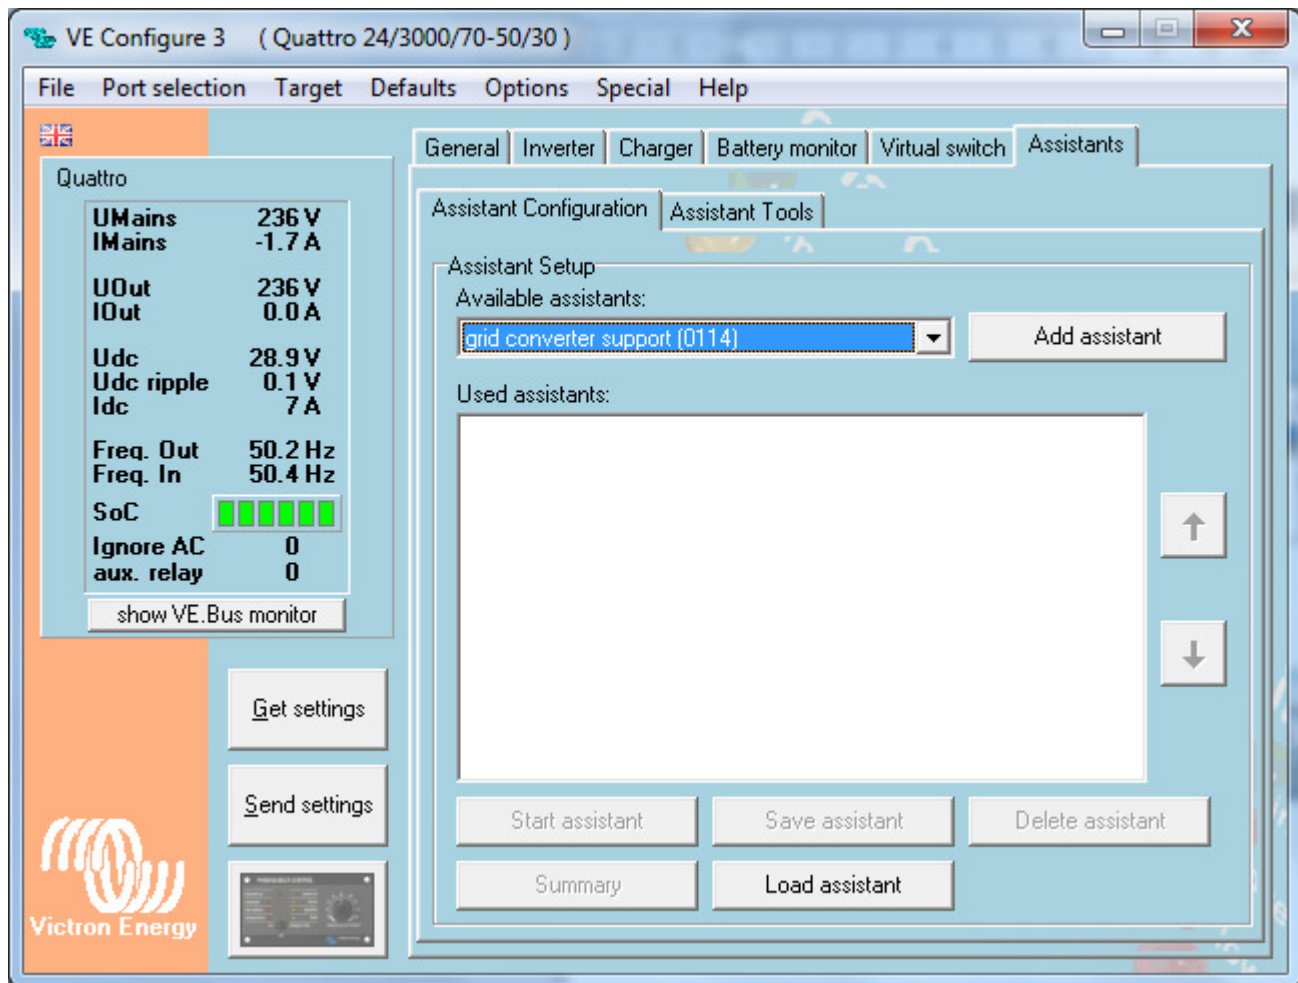 VE Configure 3 ( Quattro 24/3000/70-50/30 )
File Port selection Target Defaults Options Special Help
General Inverter Charger Battery monitor Virtual switch Assistants
Quattro
UMains 236 V
IMains -1.7 A
UOut 236 V
IOut 0.0 A
Udc 28.9 V
Udc ripple 0.1 V
Idc 7 A
Freq. Out 50.2 Hz
Freq. In 50.4 Hz
SoC
Ignore AC 0
aux. relay 0
show VE.Bus monitor
Get settings
Send settings
Victron Energy
Assistant Configuration Assistant Tools
Assistant Setup
Available assistants:
grid converter support (0114)
Add assistant
Used assistants:
Start assistant Save assistant Delete assistant
Summary Load assistant